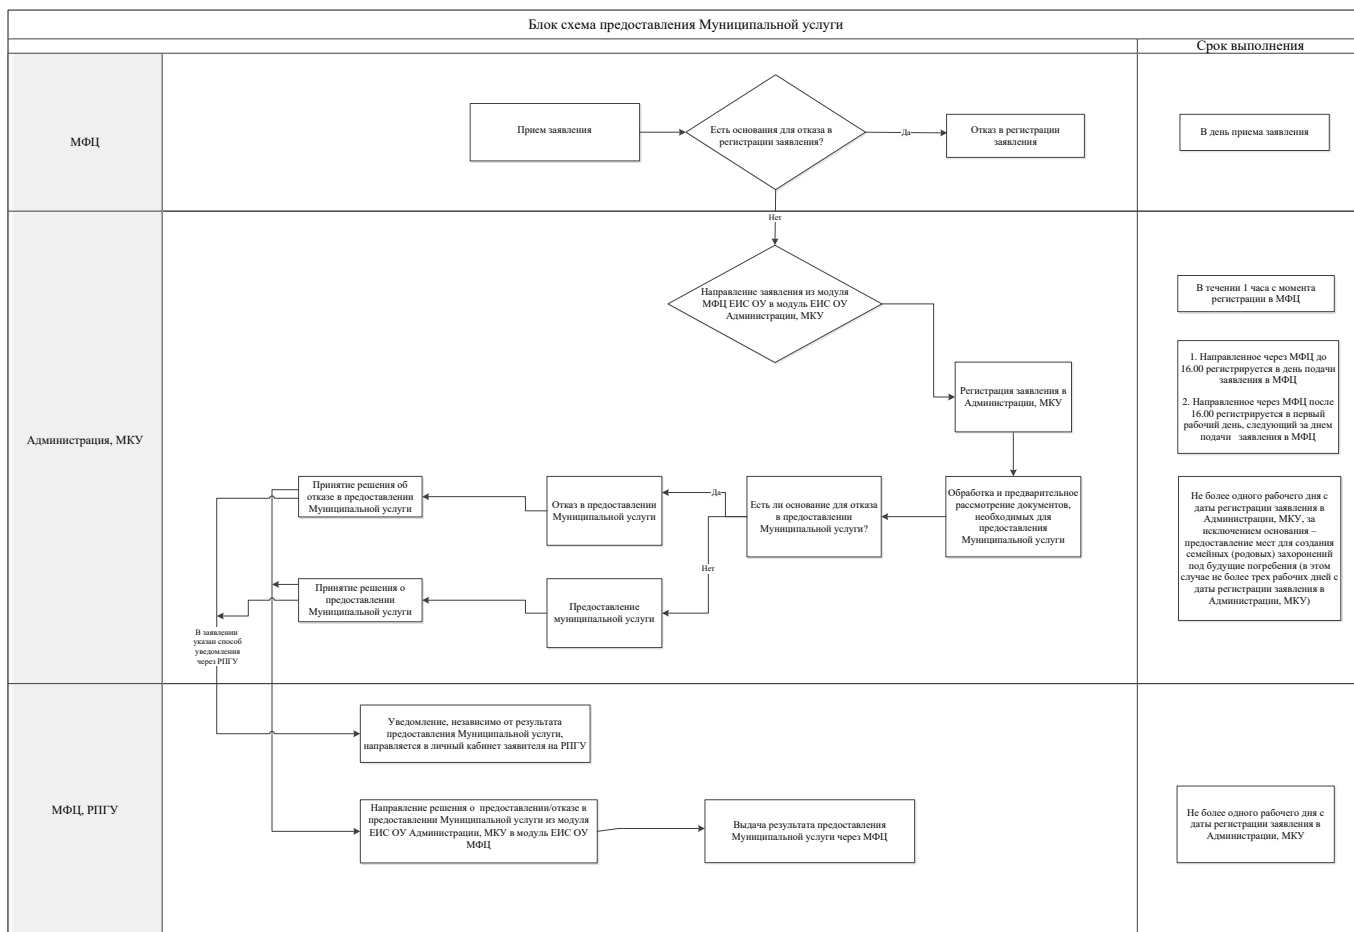 Блок схема предоставления Муниципальной услуги
Срок выполнения
МФЦ
Прием заявления
Есть основания для отказа в
регистрации заявления?
Да
Отказ в регистрации
заявления
В день приема заявления
Нет
Администрация, МКУ
Направление заявления из модуля
МФЦ ЕИС ОУ в модуль ЕИС ОУ
Администрации, МКУ
В течении 1 часа с момента
регистрации в МФЦ
Регистрация заявления в
Администрации, МКУ
1. Направленное через МФЦ до
16.00 регистрируется в день подачи
заявления в МФЦ
2. Направленное через МФЦ после
16.00 регистрируется в первый
рабочий день, следующий за днем
подачи заявления в МФЦ
Принятие решения об
отказе в предоставлении
Муниципальной услуги
Отказ в предоставлении
Муниципальной услуги
Да
Есть ли основание для отказа
в предоставлении
Муниципальной услуги?
Обработка и предварительное
рассмотрение документов,
необходимых для
предоставления
Муниципальной услуги
Не более одного рабочего дня с
даты регистрации заявления в
Администрации, МКУ, за
исключением основания –
предоставление мест для создания
семейных (родовых) захоронений
под будущие погребения (в этом
случае не более трех рабочих дней с
даты регистрации заявления в
Администрации, МКУ)
Нет
Принятие решения о
предоставлении
Муниципальной услуги
Предоставление
муниципальной услуги
В заявлении
указан способ
уведомления
через РПГУ
МФЦ, РПГУ
Уведомление, независимо от результата
предоставления Муниципальной услуги,
направляется в личный кабинет заявителя на РПГУ
Направление решения о предоставлении/отказе в
предоставлении Муниципальной услуги из модуля
ЕИС ОУ Администрации, МКУ в модуль ЕИС ОУ
МФЦ
Выдача результата предоставления
Муниципальной услуги через МФЦ
Не более одного рабочего дня с
даты регистрации заявления в
Администрации, МКУ